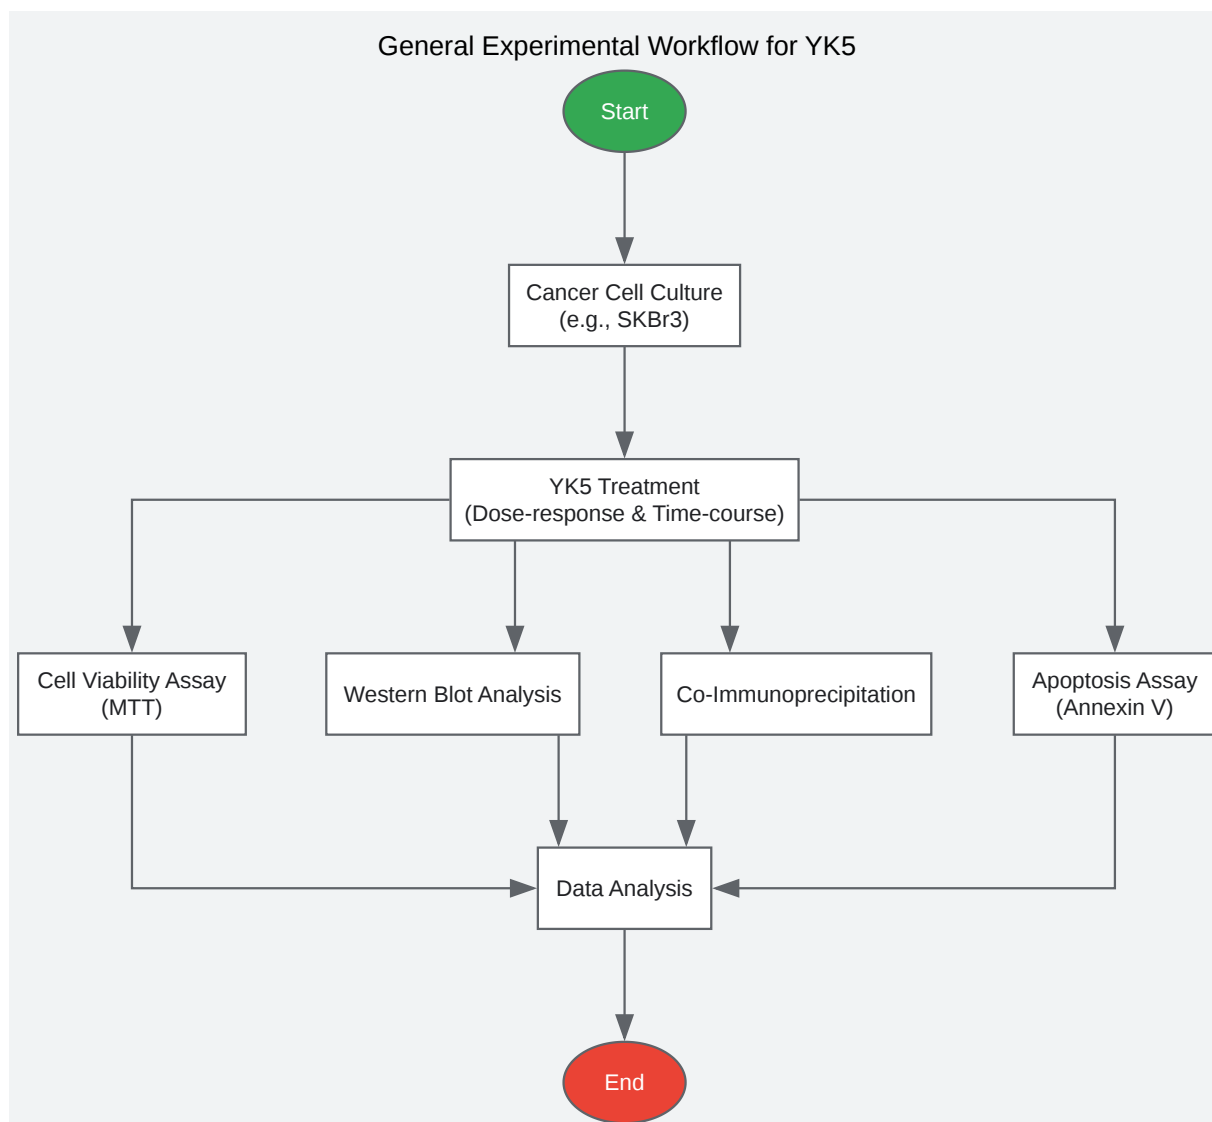 General Experimental Workflow for YK5
Start
Cancer Cell Culture
(e.g., SKBr3)
YK5 Treatment
(Dose-response & Time-course)
Cell Viability Assay
(MTT)
Western Blot Analysis
Co-Immunoprecipitation
Apoptosis Assay
(Annexin V)
Data Analysis
End